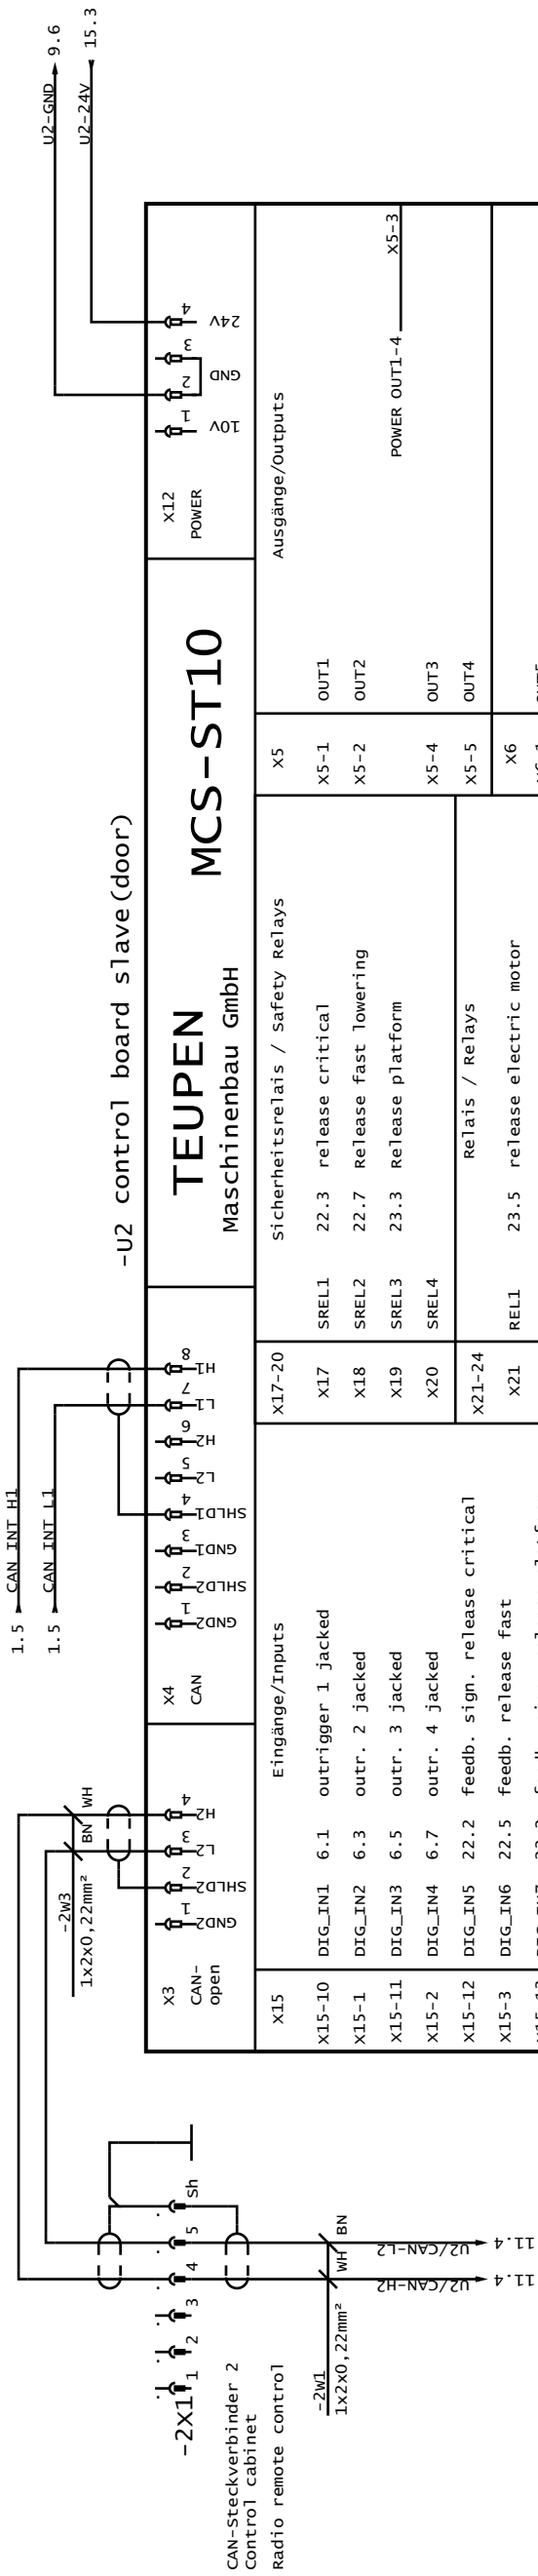 U2-GND 9.6
U2-24V 15.3
CAN INT H1
1.5
CAN INT L1
1.5
-U2 control board slave(door)
-2W3
1x2x0,22mm²
BN
WH
X3
CAN-
open
1
2
3
4
GND2
SHLD2
L2
H2
X4
CAN
1
2
3
4
5
6
7
8
GND2
SHLD2
GND1
SHLD1
L2
H2
L1
H1
TEUPEN
Maschinenbau GmbH
MCS-ST10
X12
POWER
1
2
3
4
10V
GND
24V
X15 Eingänge/Inputs
X15-10 DIG_IN1 6.1 outrigger 1 jacked
X15-1 DIG_IN2 6.3 outr. 2 jacked
X15-11 DIG_IN3 6.5 outr. 3 jacked
X15-2 DIG_IN4 6.7 outr. 4 jacked
X15-12 DIG_IN5 22.2 feedb. sign. release critical
X15-3 DIG_IN6 22.5 feedb. release fast
X17-20 Sicherheitsrelais / Safety Relays
X17 SREL1 22.3 release critical
X18 SREL2 22.7 Release fast lowering
X19 SREL3 23.3 Release platform
X20 SREL4
X21-24 Relais / Relays
X21 REL1 23.5 release electric motor
X5 Ausgänge/Outputs
X5-1 OUT1
X5-2 OUT2
POWER OUT1-4 X5-3
X5-4 OUT3
X5-5 OUT4
X6
-2X1
1
2
3
4
5
Sh
CAN-Steckverbinder 2
Control cabinet
Radio remote control
-2W1
1x2x0,22mm²
WH
BN
U2/CAN-L2 11.4
U2/CAN-H2 11.4